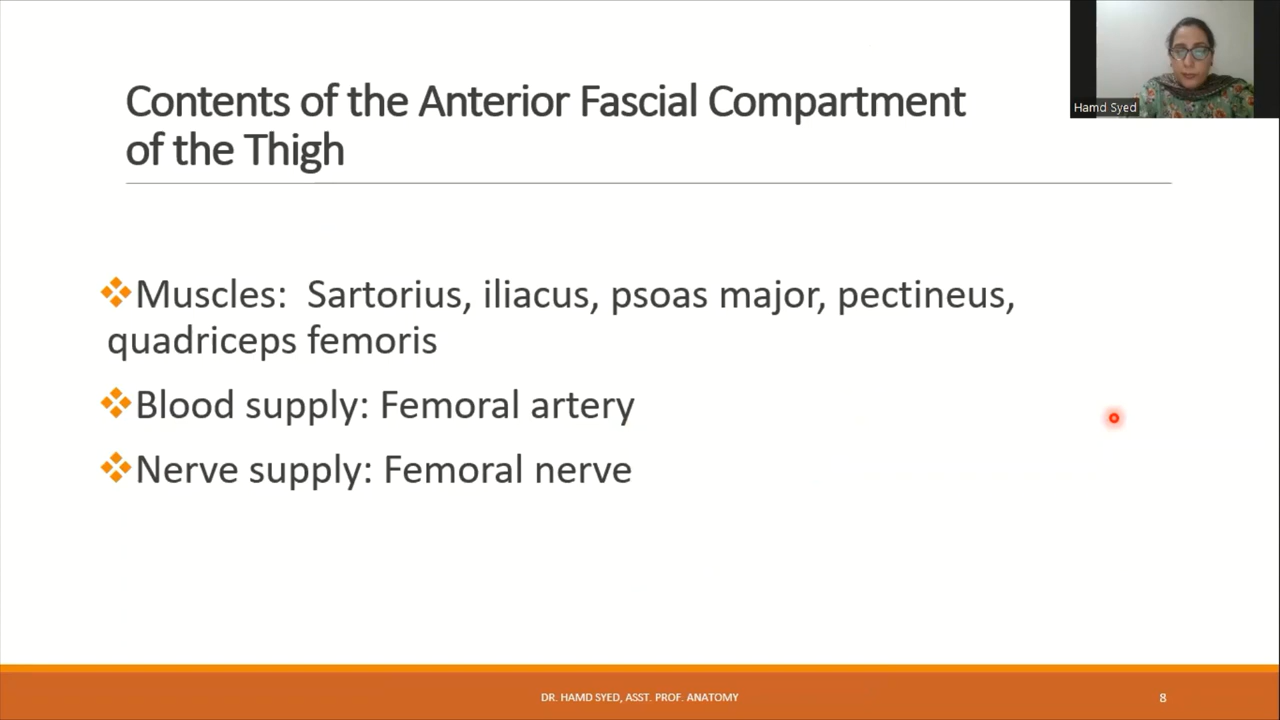 Contents of the Anterior Fascial Compartment
of the Thigh
Hamd Syed
Muscles: Sartorius, iliacus, psoas major, pectineus,
quadriceps femoris
Blood supply: Femoral artery
Nerve supply: Femoral nerve
DR. HAMD SYED, ASST. PROF. ANATOMY
8